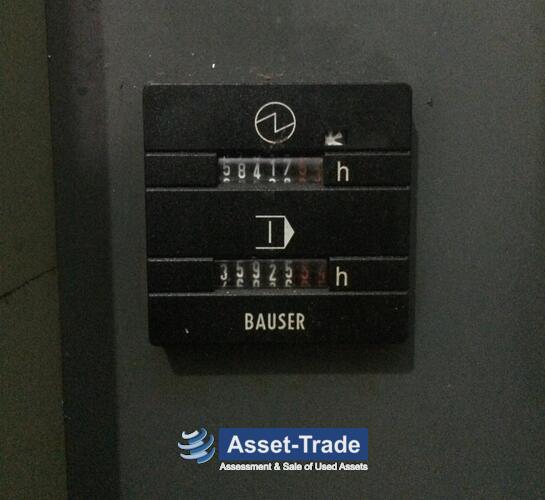 58417 h
35925 h
BAUSER
Asset-Trade
Assessment & Sale of Used Assets